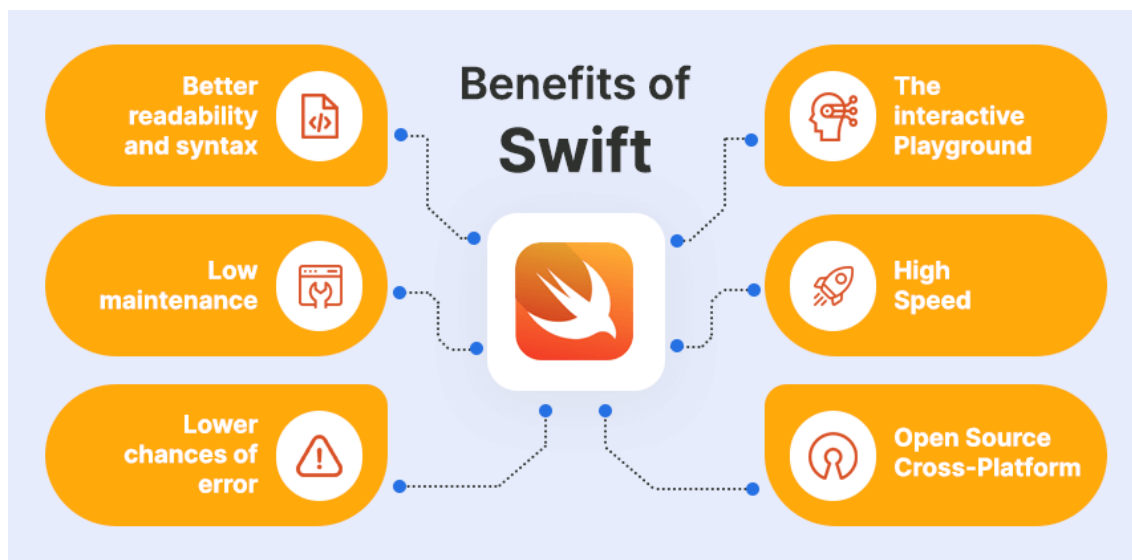 Benefits of
Swift
Better
readability
and syntax
Low
maintenance
Lower
chances of
error
The
interactive
Playground
High
Speed
Open Source
Cross-Platform